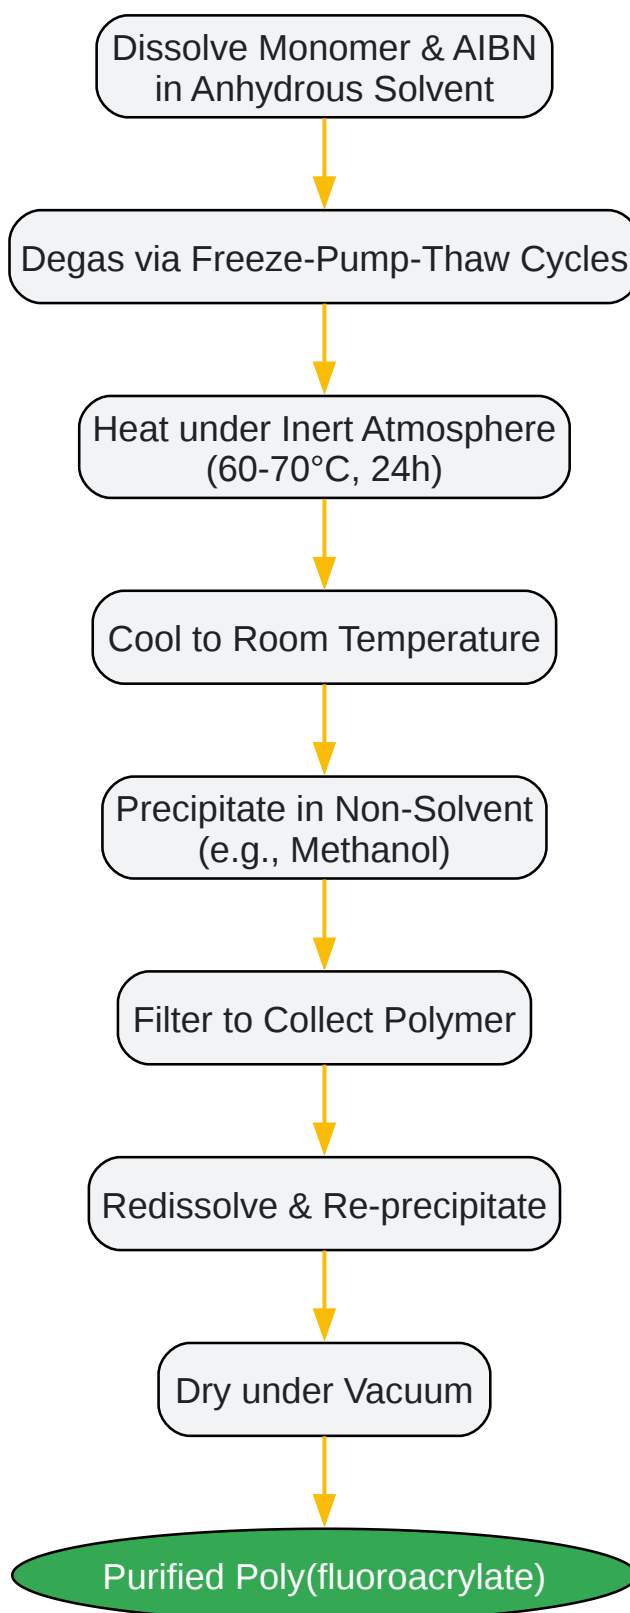 Dissolve Monomer & AIBN
in Anhydrous Solvent
Degas via Freeze-Pump-Thaw Cycles
Heat under Inert Atmosphere
(60-70°C, 24h)
Cool to Room Temperature
Precipitate in Non-Solvent
(e.g., Methanol)
Filter to Collect Polymer
Redissolve & Re-precipitate
Dry under Vacuum
Purified Poly(fluoroacrylate)